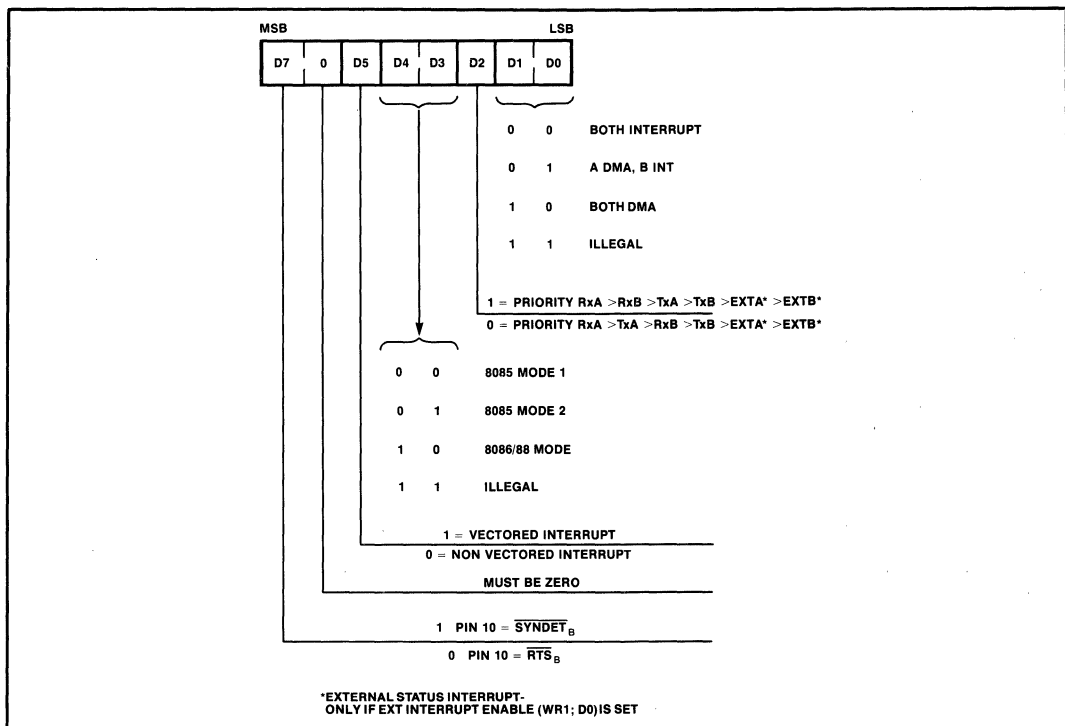 MSB LSB
D7 0 D5 D4 D3 D2 D1 D0
0 0 BOTH INTERRUPT
0 1 A DMA, B INT
1 0 BOTH DMA
1 1 ILLEGAL
1 = PRIORITY RxA >RxB >TxA >TxB >EXTA* >EXTB*
0 = PRIORITY RxA >TxA >RxB >TxB >EXTA* >EXTB*
0 0 8085 MODE 1
0 1 8085 MODE 2
1 0 8086/88 MODE
1 1 ILLEGAL
1 = VECTORED INTERRUPT
0 = NON VECTORED INTERRUPT
MUST BE ZERO
1 PIN 10 = SYNDET B
0 PIN 10 = RTS B
*EXTERNAL STATUS INTERRUPT-
ONLY IF EXT INTERRUPT ENABLE (WR1; D0) IS SET